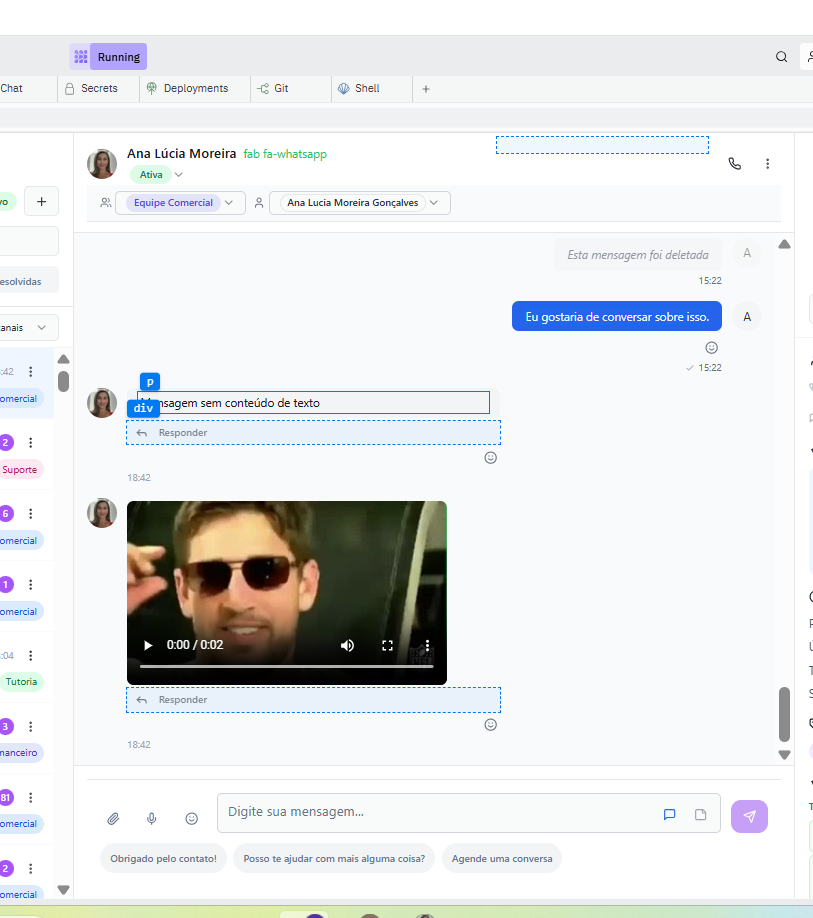 Running
Chat
Secrets
Deployments
Git
Shell
+
Ana Lúcia Moreira fab fa-whatsapp
Ativa
Equipe Comercial
Ana Lucia Moreira Gonçalves
vo
+
esolvidas
anais
:42
omercial
2
Suporte
6
omercial
1
omercial
:04
Tutoria
3
nanceiro
81
omercial
2
omercial
Esta mensagem foi deletada
A
15:22
Eu gostaria de conversar sobre isso.
A
15:22
p
div
nsagem sem conteúdo de texto
Responder
18:42
0:00 / 0:02
Responder
18:42
Digite sua mensagem...
Obrigado pelo contato!
Posso te ajudar com mais alguma coisa?
Agende uma conversa